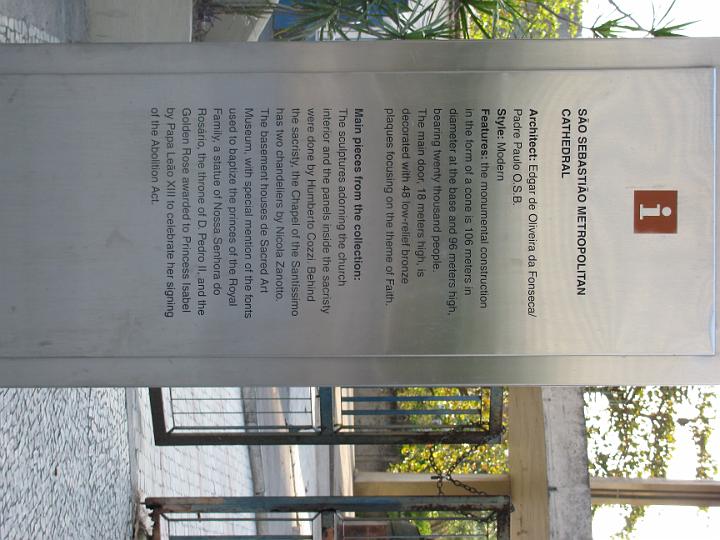 i
SÃO SEBASTIÃO METROPOLITAN
CATHEDRAL
Architect: Edgar de Oliveira da Fonseca/
Padre Paulo O.S.B.
Style: Modern
Features: the monumental construction
in the form of a cone is 106 meters in
diameter at the base and 96 meters high,
bearing twenty thousand people.
The main door, 18 meters high, is
decorated with 48 low-relief bronze
plaques focusing on the theme of Faith.
Main pieces from the collection:
The sculptures adorning the church
interior and the panels inside the sacristy
were done by Humberto Cozzi. Behind
the sacristy, the Chapel of the Santíssimo
has two chandeliers by Nicola Zanotto.
The basement houses de Sacred Art
Museum, with special mention of the fonts
used to baptize the princes of the Royal
Family, a statue of Nossa Senhora do
Rosário, the throne of D. Pedro II, and the
Golden Rose awarded to Princess Isabel
by Papa Leão XIII to celebrate her signing
of the Abolition Act.